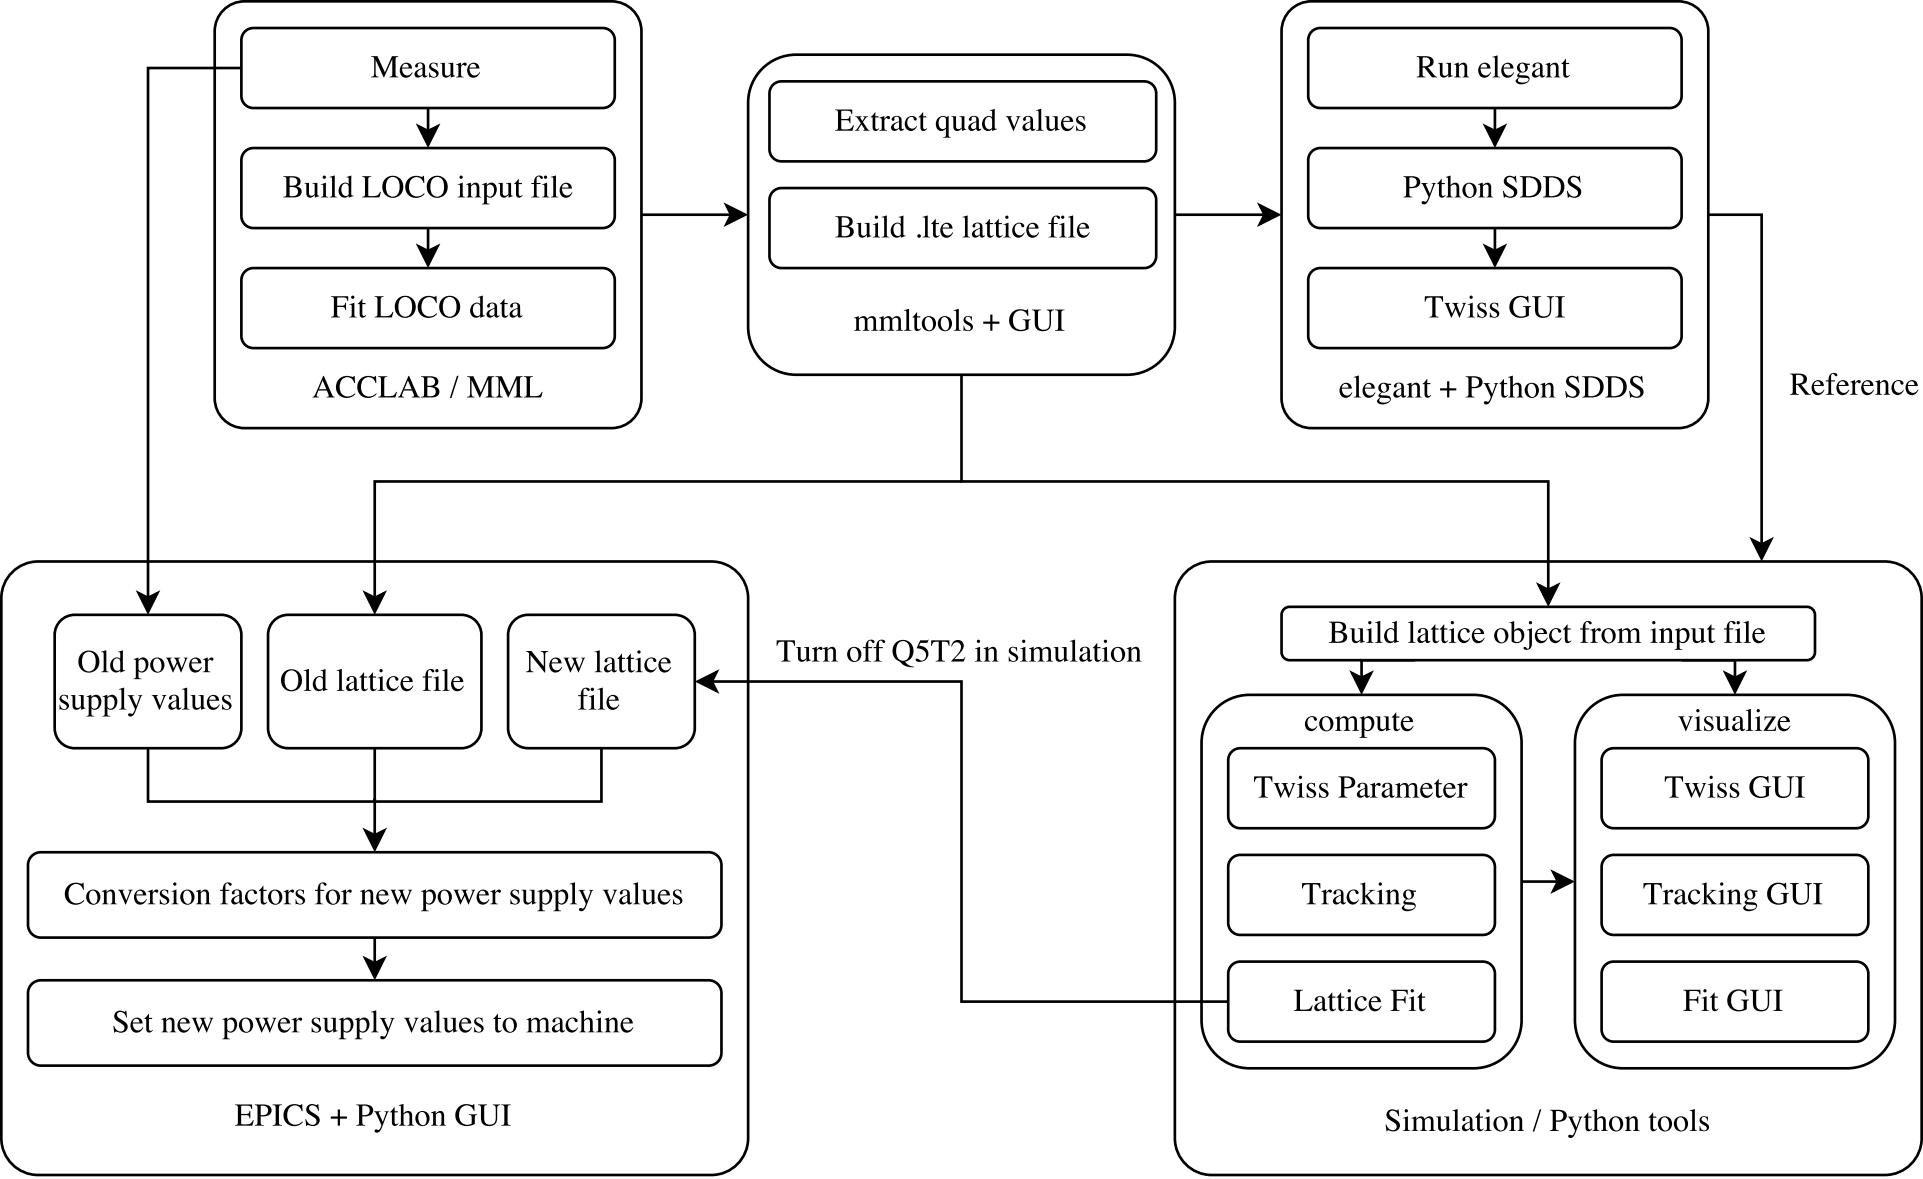 Measure
Build LOCO input file
Fit LOCO data
ACCLAB / MML
Extract quad values
Build .lte lattice file
mmltools + GUI
Run elegant
Python SDDS
Twiss GUI
elegant + Python SDDS
Reference
Old power
supply values
Old lattice file
New lattice
file
Conversion factors for new power supply values
Set new power supply values to machine
EPICS + Python GUI
Turn off Q5T2 in simulation
Build lattice object from input file
compute
Twiss Parameter
Tracking
Lattice Fit
visualize
Twiss GUI
Tracking GUI
Fit GUI
Simulation / Python tools